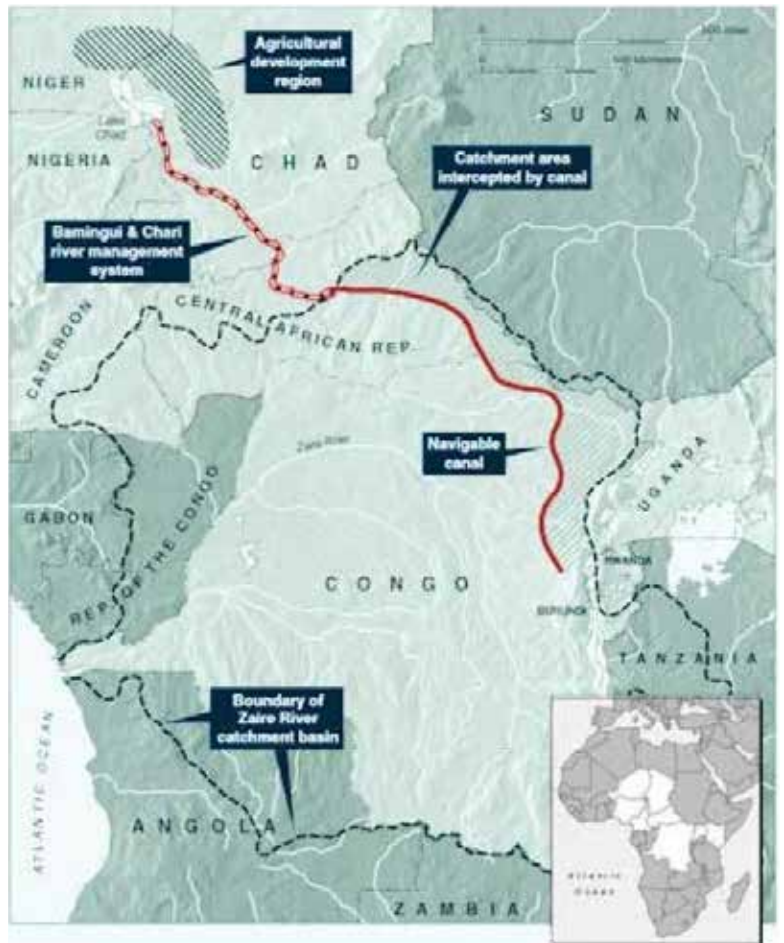 Agricultural
development
region
NIGER
Lake
Chad
SUDAN
NIGERIA
CHAD
Catchment area
intercepted by canal
Bamingui & Chari
river management
system
CENTRAL AFRICAN REP.
CAMEROON
Zaire River
Navigable
canal
UGANDA
GABON
REP. OF THE CONGO
RWANDA
CONGO
BURUNDI
TANZANIA
Boundary of
Zaire River
catchment basin
ATLANTIC OCEAN
ANGOLA
Atlantic
Ocean
ZAMBIA